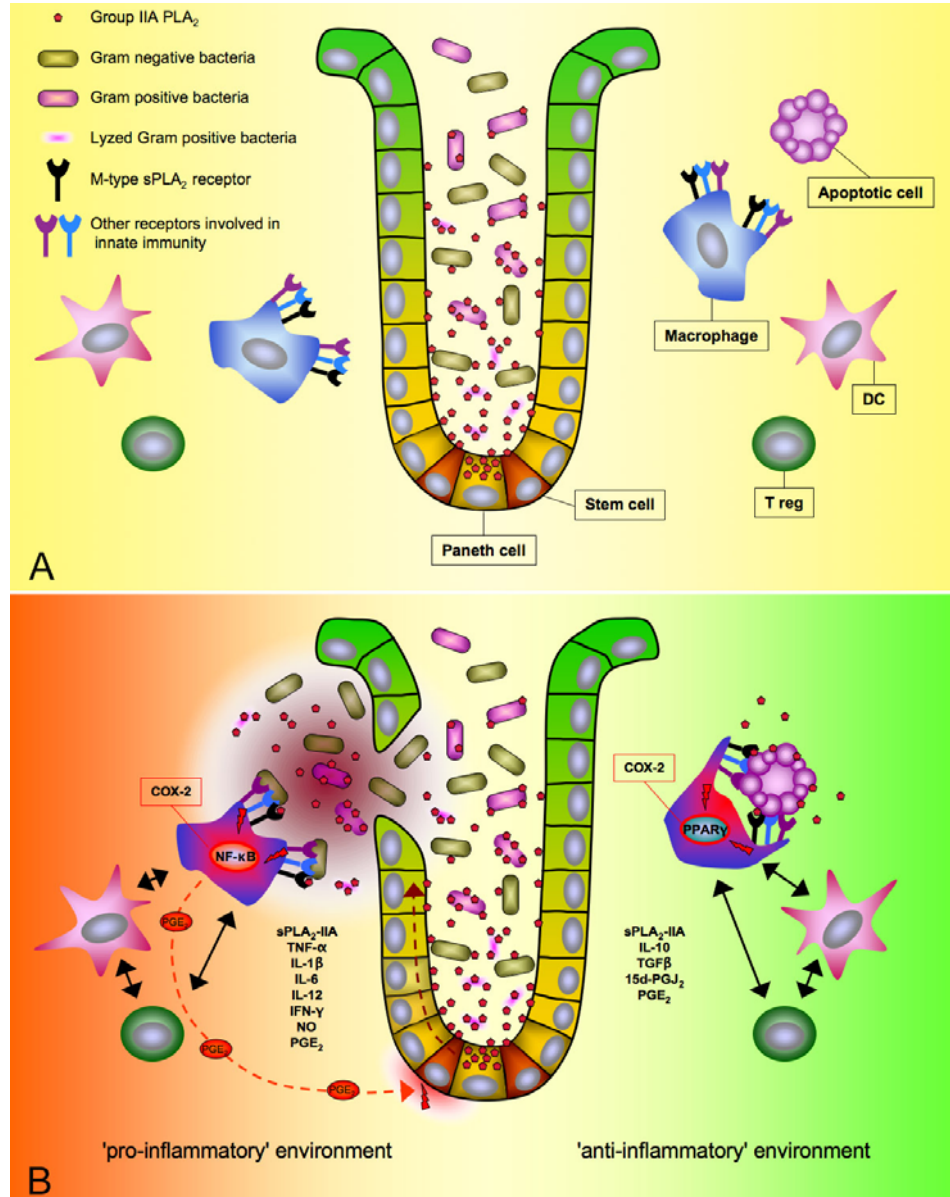 Group IIA PLA₂
Gram negative bacteria
Gram positive bacteria
Lyzed Gram positive bacteria
M-type sPLA₂ receptor
Other receptors involved in
innate immunity
Apoptotic cell
Macrophage
DC
T reg
Stem cell
Paneth cell
A
COX-2
NF-κB
PGE₂
PGE₂
PGE₂
sPLA₂-IIA
TNF-α
IL-1β
IL-6
IL-12
IFN-γ
NO
PGE₂
COX-2
PPARγ
sPLA₂-IIA
IL-10
TGFβ
15d-PGJ₂
PGE₂
'pro-inflammatory' environment
'anti-inflammatory' environment
B